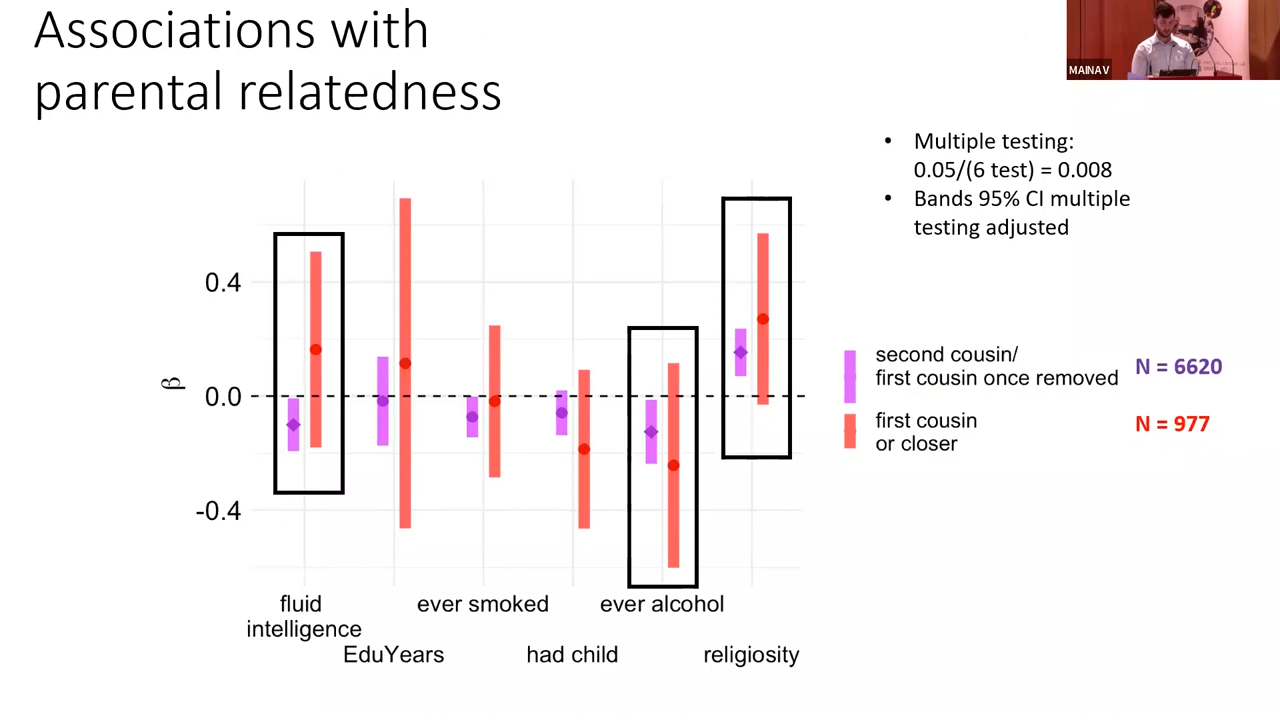 Associations with
parental relatedness
MAINA V
• Multiple testing:
0.05/(6 test) = 0.008
• Bands 95% CI multiple
testing adjusted
β
0.4
0.0
-0.4
second cousin/
first cousin once removed
N = 6620
first cousin
or closer
N = 977
fluid
intelligence
EduYears
ever smoked
had child
ever alcohol
religiosity